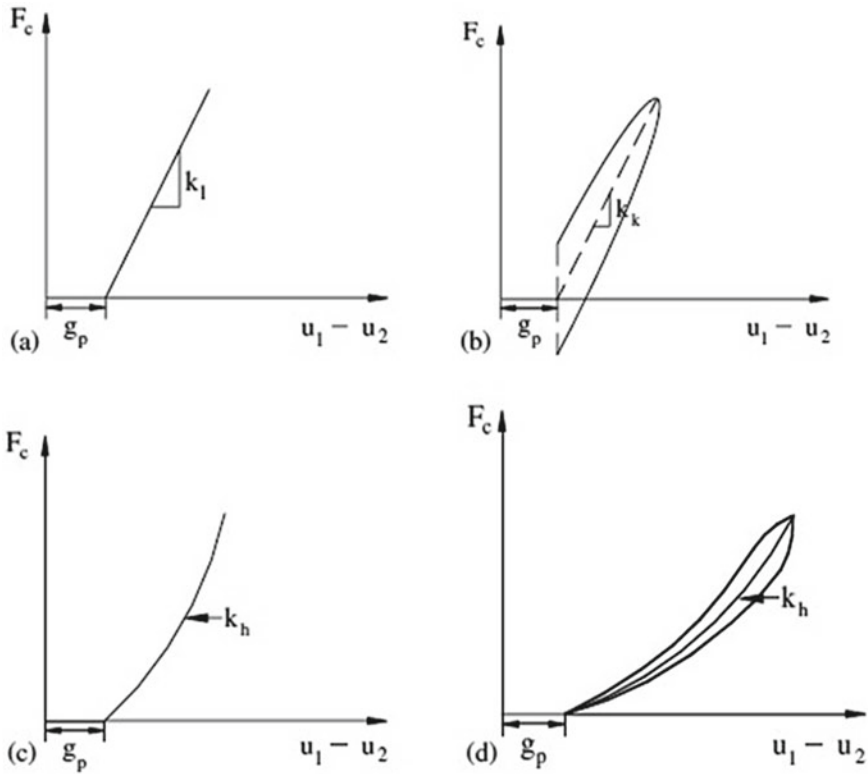 F_c
k_l
g_p
u_1 − u_2
(a)
F_c
k_k
g_p
u_1 − u_2
(b)
F_c
k_h
g_p
u_1 − u_2
(c)
F_c
k_h
g_p
u_1 − u_2
(d)